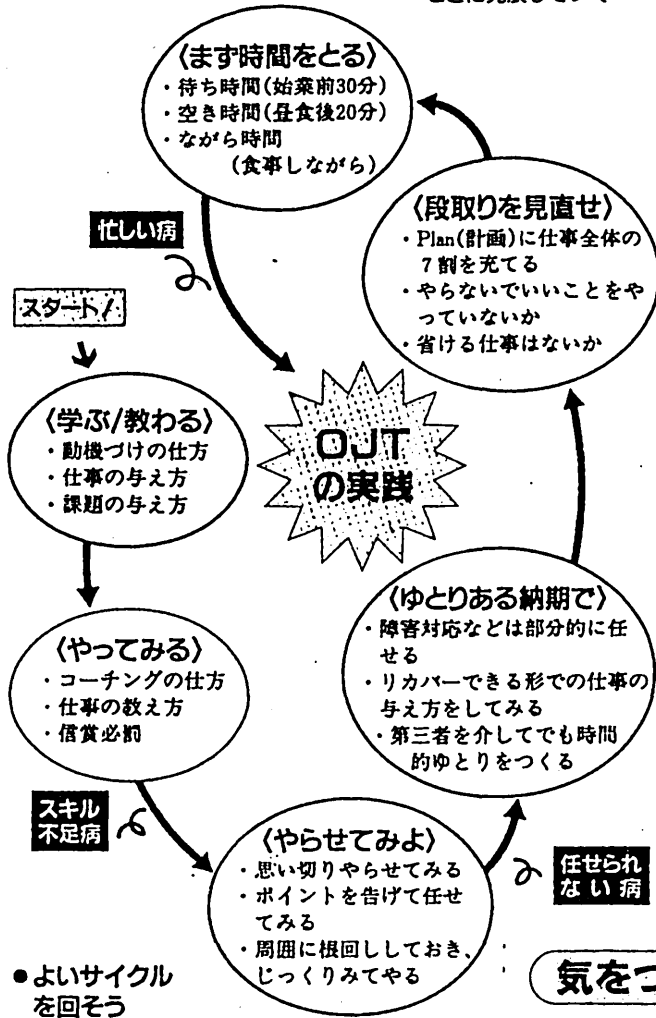 〈まず時間をとる〉
・待ち時間(始業前30分)
・空き時間(昼食後20分)
・ながら時間
(食事しながら)
〈段取りを見直せ〉
・Plan(計画)に仕事全体の
7割を充てる
・やらないでいいことをや
っていないか
・省ける仕事はないか
忙しい病
スタート!
〈学ぶ/教わる〉
・動機づけの仕方
・仕事の与え方
・課題の与え方
OJT
の実践
〈やってみる〉
・コーチングの仕方
・仕事の教え方
・信賞必罰
〈ゆとりある納期で〉
・障害対応などは部分的に任
せる
・リカバーできる形での仕事の
与え方をしてみる
・第三者を介してでも時間
的ゆとりをつくる
スキル
不足病
〈やらせてみよ〉
・思い切りやらせてみる
・ポイントを告げて任せ
てみる
・周囲に根回ししておき、
じっくりみてやる
任せられ
ない病
●よいサイクル
を回そう
気をつ